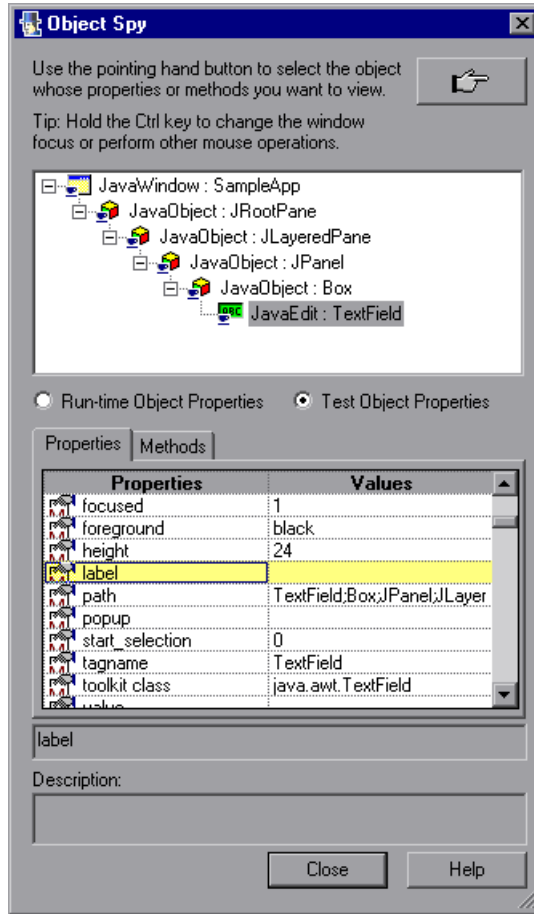 Object Spy
Use the pointing hand button to select the object
whose properties or methods you want to view.
Tip: Hold the Ctrl key to change the window
focus or perform other mouse operations.
JavaWindow : SampleApp
JavaObject : JRootPane
JavaObject : JLayeredPane
JavaObject : JPanel
JavaObject : Box
JavaEdit : TextField
Run-time Object Properties Test Object Properties
Properties Methods
Properties Values
focused 1
foreground black
height 24
label
path TextField;Box;JPanel;JLayer
popup
start_selection 0
tagname TextField
toolkit class java.awt.TextField
value
label
Description:
Close Help